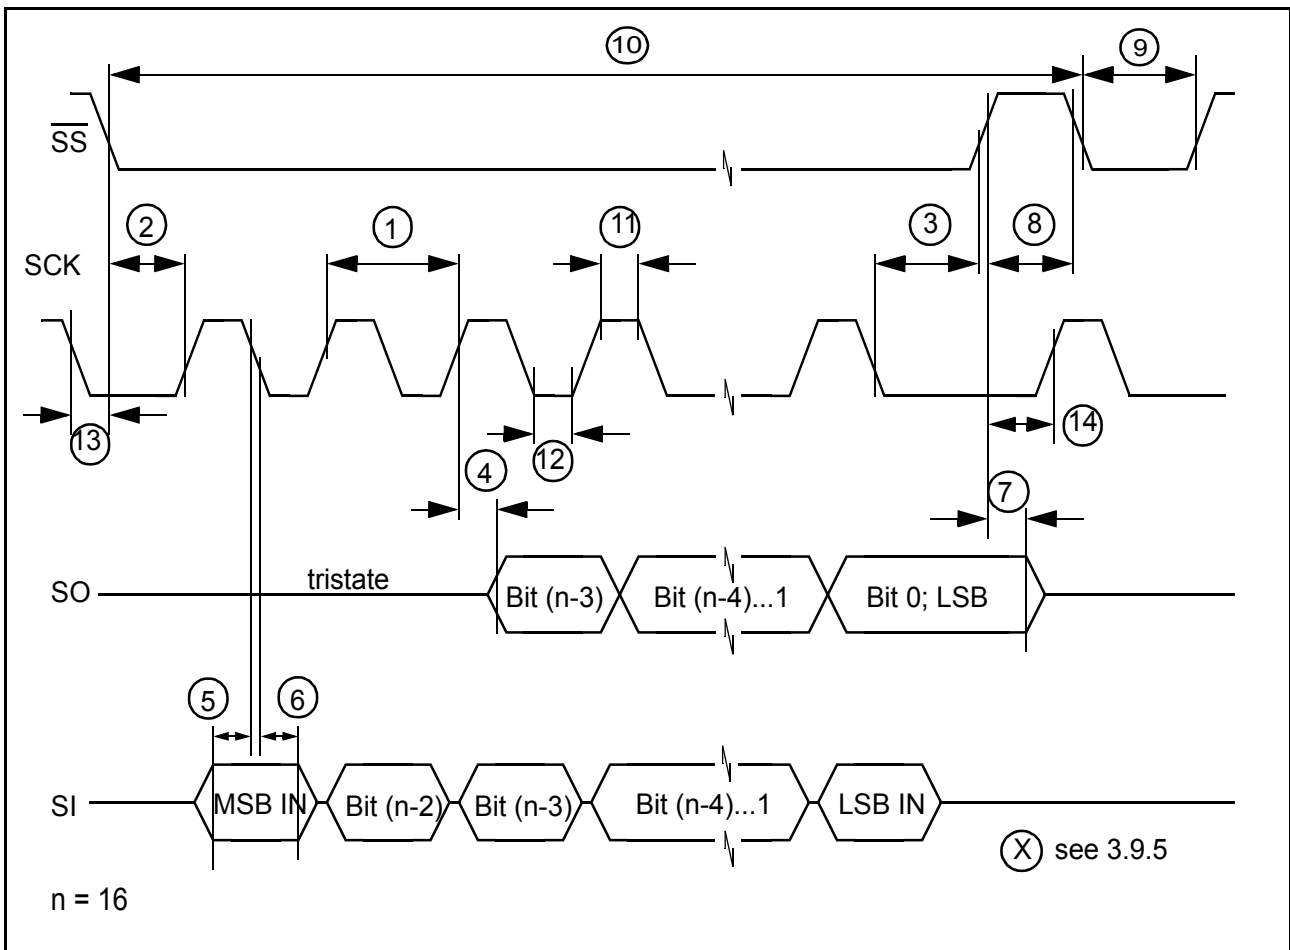 10
9
SS
2
1
11
3
8
SCK
13
12
14
4
7
SO
tristate
Bit (n-3)
Bit (n-4)...1
Bit 0; LSB
5
6
SI
MSB IN
Bit (n-2)
Bit (n-3)
Bit (n-4)...1
LSB IN
X see 3.9.5
n = 16